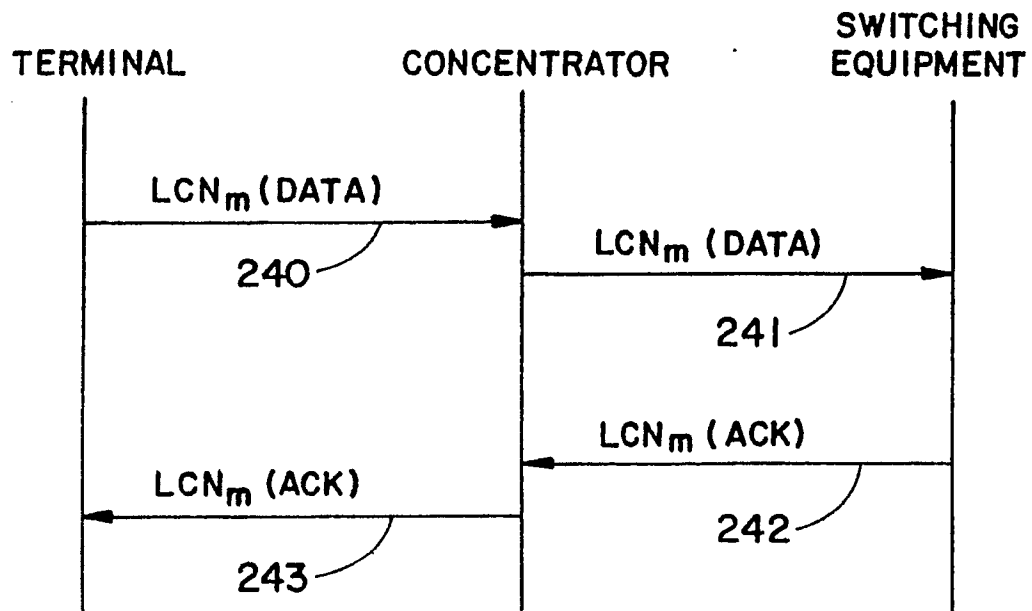 TERMINAL
CONCENTRATOR
SWITCHING
EQUIPMENT
LCNm (DATA)
240
LCNm (DATA)
241
LCNm (ACK)
242
LCNm (ACK)
243